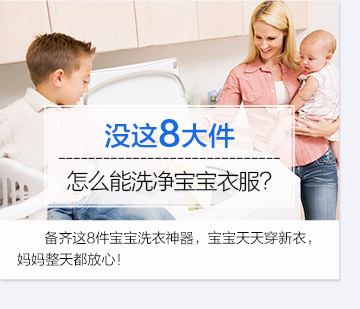 没这8大件
怎么能洗净宝宝衣服？
备齐这8件宝宝洗衣神器，宝宝天天穿新衣，
妈妈整天都放心！